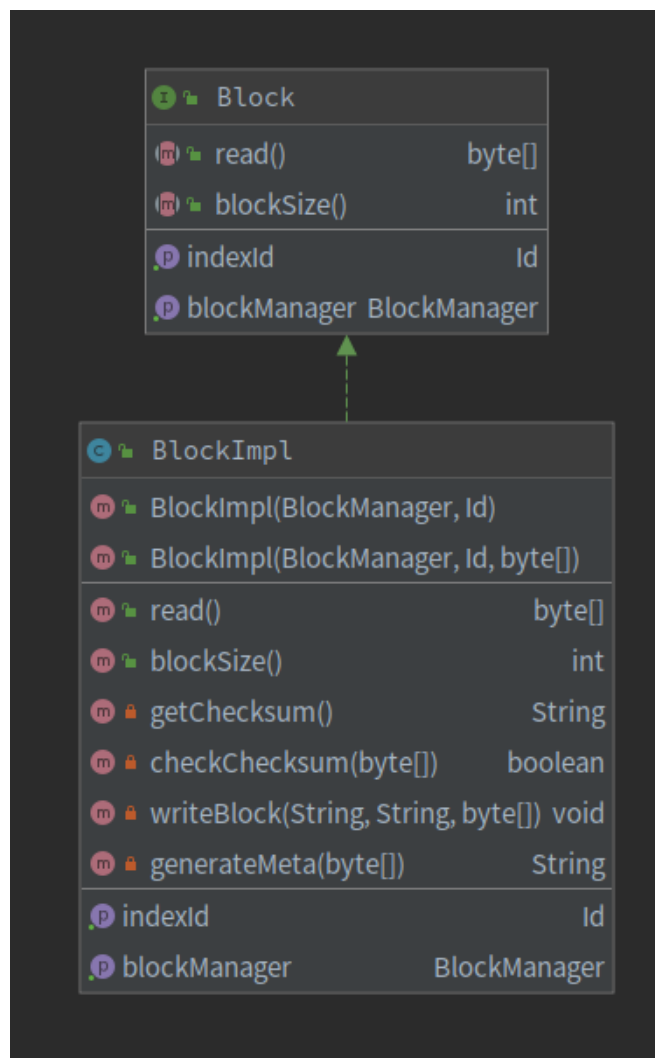 Block
read() byte[]
blockSize() int
indexId Id
blockManager BlockManager
BlockImpl
BlockImpl(BlockManager, Id)
BlockImpl(BlockManager, Id, byte[])
read() byte[]
blockSize() int
getChecksum() String
checkChecksum(byte[]) boolean
writeBlock(String, String, byte[]) void
generateMeta(byte[]) String
indexId Id
blockManager BlockManager